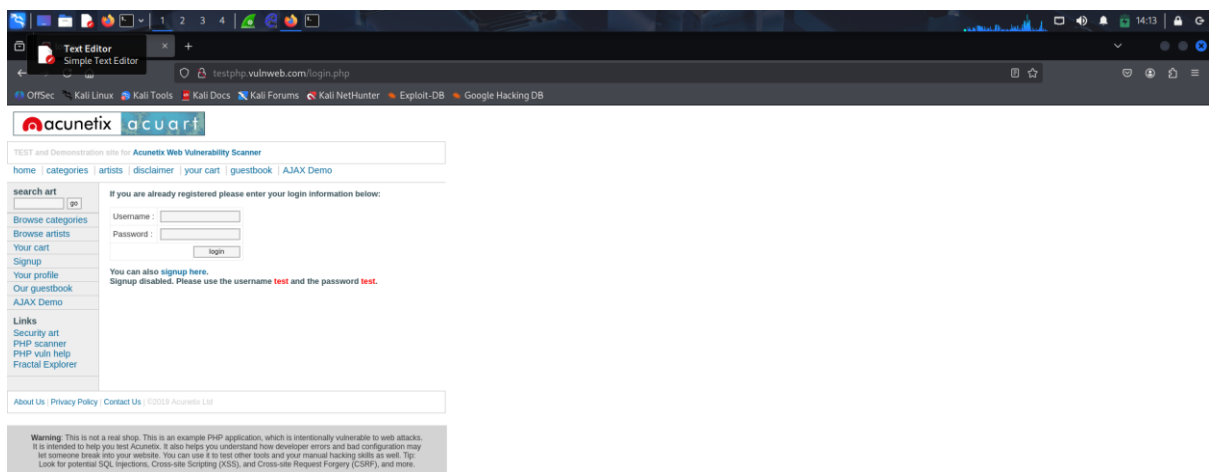 1 2 3 4
14:13
Text Editor
Simple Text Editor
testphp.vulnweb.com/login.php
OffSec Kali Linux Kali Tools Kali Docs Kali Forums Kali NetHunter Exploit-DB Google Hacking DB
acunetix acuart
TEST and Demonstration site for Acunetix Web Vulnerability Scanner
home | categories | artists | disclaimer | your cart | guestbook | AJAX Demo
search art
go
Browse categories
Browse artists
Your cart
Signup
Your profile
Our guestbook
AJAX Demo
Links
Security art
PHP scanner
PHP vuln help
Fractal Explorer
If you are already registered please enter your login information below:
Username :
Password :
login
You can also signup here.
Signup disabled. Please use the username test and the password test.
About Us | Privacy Policy | Contact Us | ©2019 Acunetix Ltd
Warning: This is not a real shop. This is an example PHP application, which is intentionally vulnerable to web attacks.
It is intended to help you test Acunetix. It also helps you understand how developer errors and bad configuration may
let someone break into your website. You can use it to test other tools and your manual hacking skills as well. Tip:
Look for potential SQL Injections, Cross-site Scripting (XSS), and Cross-site Request Forgery (CSRF), and more.